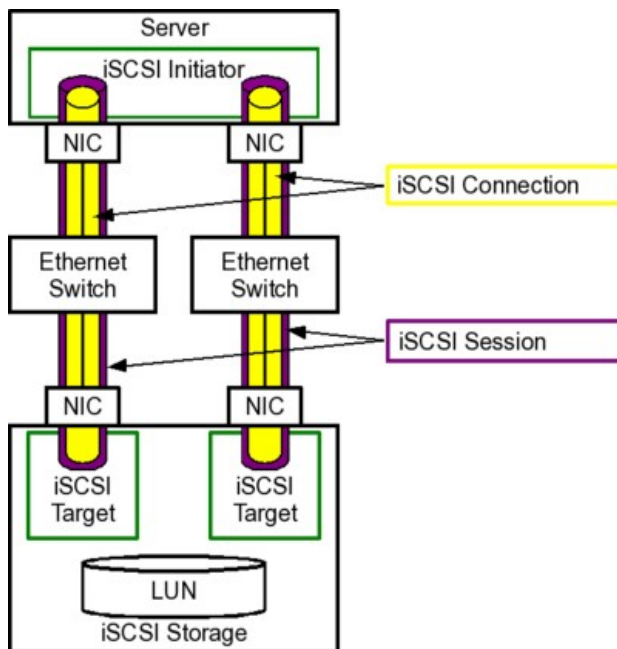 Server
iSCSI Initiator
NIC
NIC
iSCSI Connection
Ethernet
Switch
Ethernet
Switch
iSCSI Session
NIC
NIC
iSCSI
Target
iSCSI
Target
LUN
iSCSI Storage